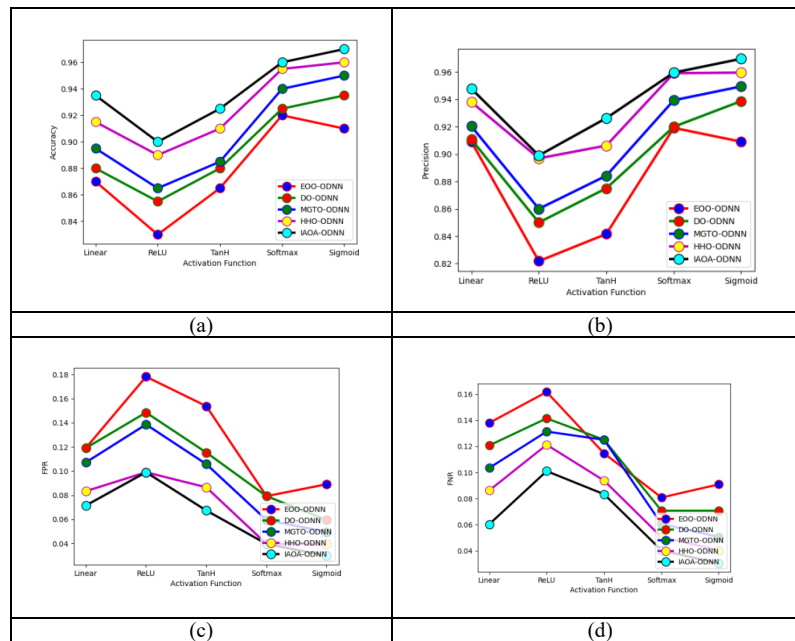 0.96
0.94
0.92
0.90
0.88
0.86
0.84
Accuracy
Linear ReLU TanH Softmax Sigmoid
Activation Function
EOO-ODNN
DO-ODNN
MGTO-ODNN
HHO-ODNN
IAOA-ODNN
(a)
0.96
0.94
0.92
0.90
0.88
0.86
0.84
0.82
Precision
Linear ReLU TanH Softmax Sigmoid
Activation Function
EOO-ODNN
DO-ODNN
MGTO-ODNN
HHO-ODNN
IAOA-ODNN
(b)
0.18
0.16
0.14
0.12
0.10
0.08
0.06
0.04
FPR
Linear ReLU TanH Softmax Sigmoid
Activation Function
EOO-ODNN
DO-ODNN
MGTO-ODNN
HHO-ODNN
IAOA-ODNN
(c)
0.16
0.14
0.12
0.10
0.08
0.06
0.04
FNR
Linear ReLU TanH Softmax Sigmoid
Activation Function
EOO-ODNN
DO-ODNN
MGTO-ODNN
HHO-ODNN
IAOA-ODNN
(d)